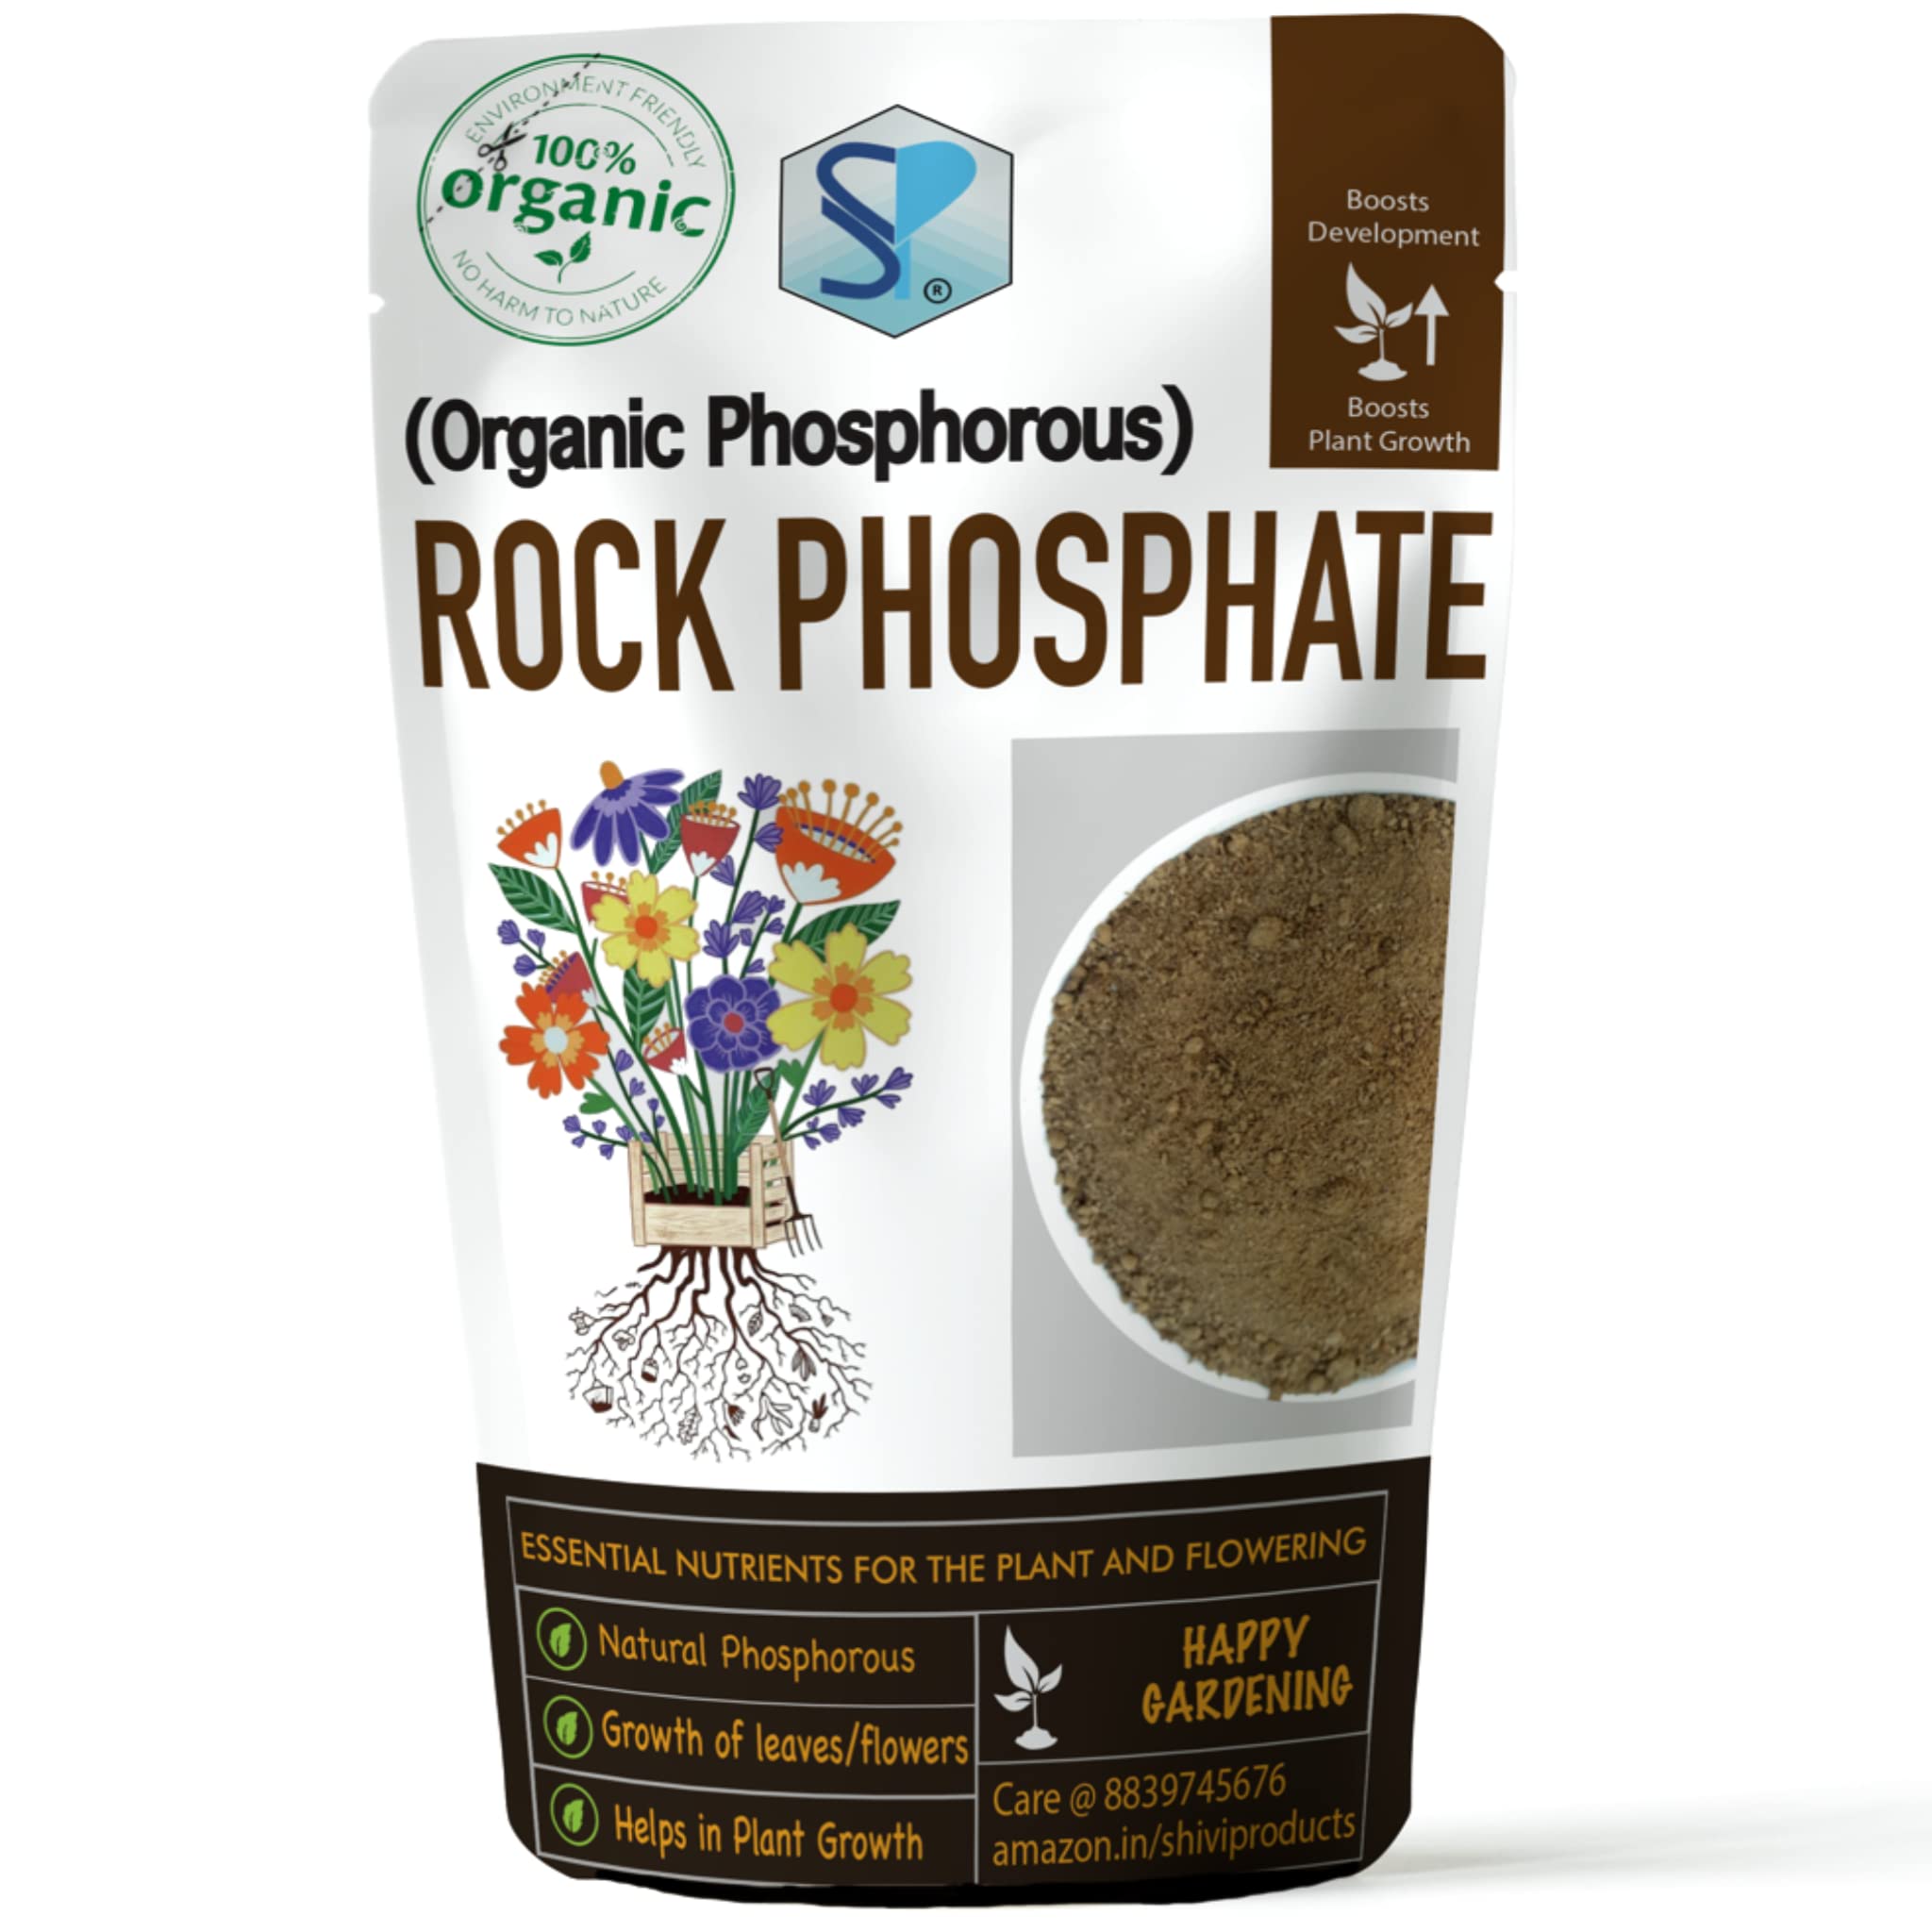 ENVIRONMENT FRIENDLY
100%
organic
NO HARM TO NATURE
SP
®
Boosts
Development
Boosts
Plant Growth
(Organic Phosphorous)
ROCK PHOSPHATE
ESSENTIAL NUTRIENTS FOR THE PLANT AND FLOWERING
Natural Phosphorous
Growth of leaves/flowers
Helps in Plant Growth
HAPPY
GARDENING
Care @ 8839745676
amazon.in/shiviproducts